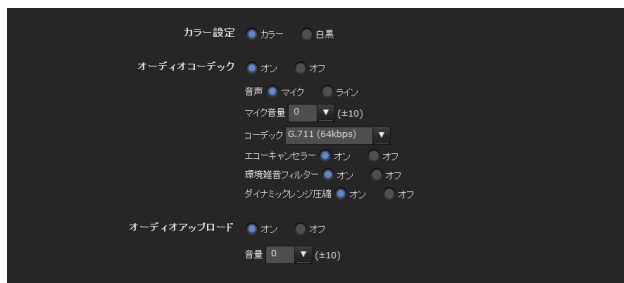 カラー設定 カラー 白黒
オーディオコーデック オン オフ
音声 マイク ライン
マイク音量 0 ▼ (±10)
コーデック G.711 (64kbps) ▼
エコーキャンセラー オン オフ
環境雑音フィルター オン オフ
ダイナミックレンジ圧縮 オン オフ
オーディオアップロード オン オフ
音量 0 ▼ (±10)